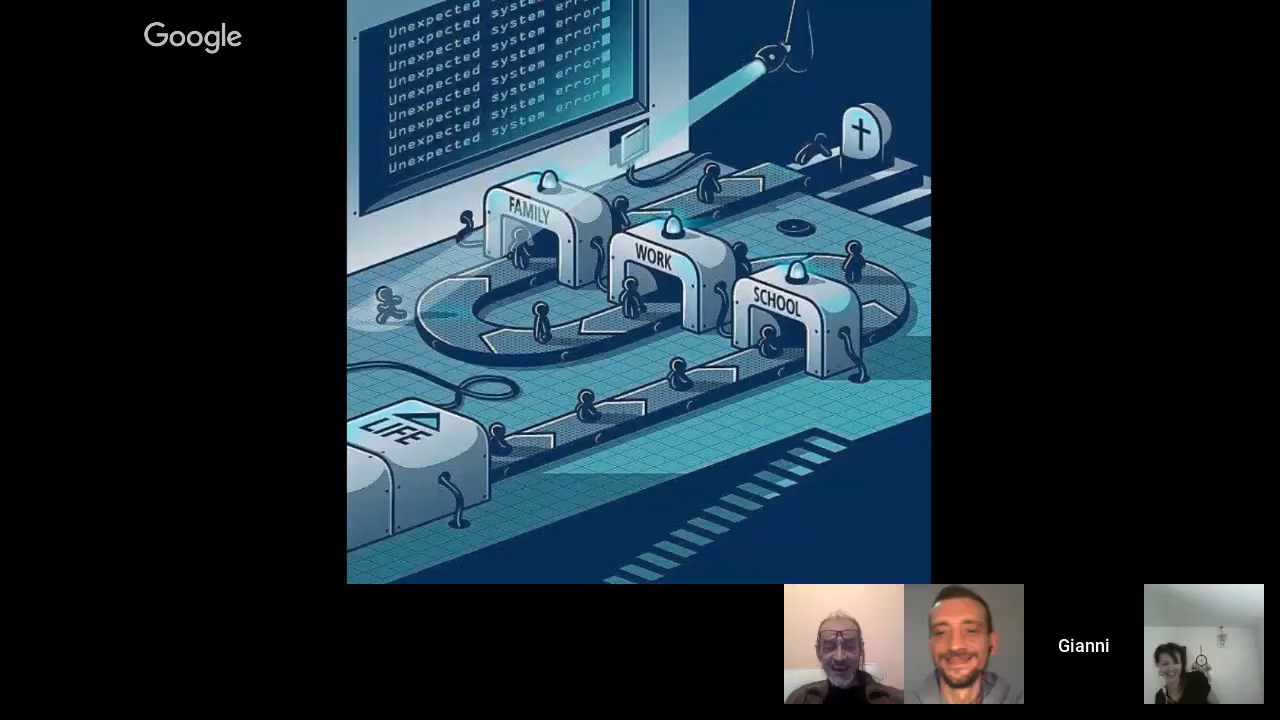 Google
Unexpected system error
Unexpected system error
Unexpected system error
Unexpected system error
Unexpected system error
Unexpected system error
Unexpected system error
Unexpected system error
FAMILY
WORK
SCHOOL
LIFE
Gianni